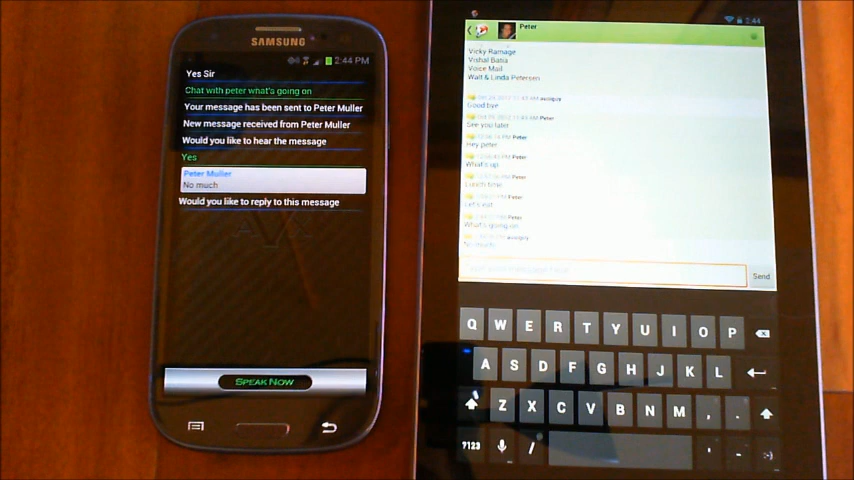 SAMSUNG
2:44 PM
Yes Sir
Chat with peter what's going on
Your message has been sent to Peter Muller
New message received from Peter Muller
Would you like to hear the message
Yes
Peter Muller
No much
Would you like to reply to this message
SPEAK NOW
2:44
Peter
Vicky Ramage
Vishal Batia
Voice Mail
Walt & Linda Petersen
Good bye
See you later
Peter
Hey peter
Peter
What's up
Peter
Lunch time
Peter
Let's eat
Peter
What's going on
No much
Send
Q W E R T Y U I O P
A S D F G H J K L
Z X C V B N M , .
?123 / ' - :-)